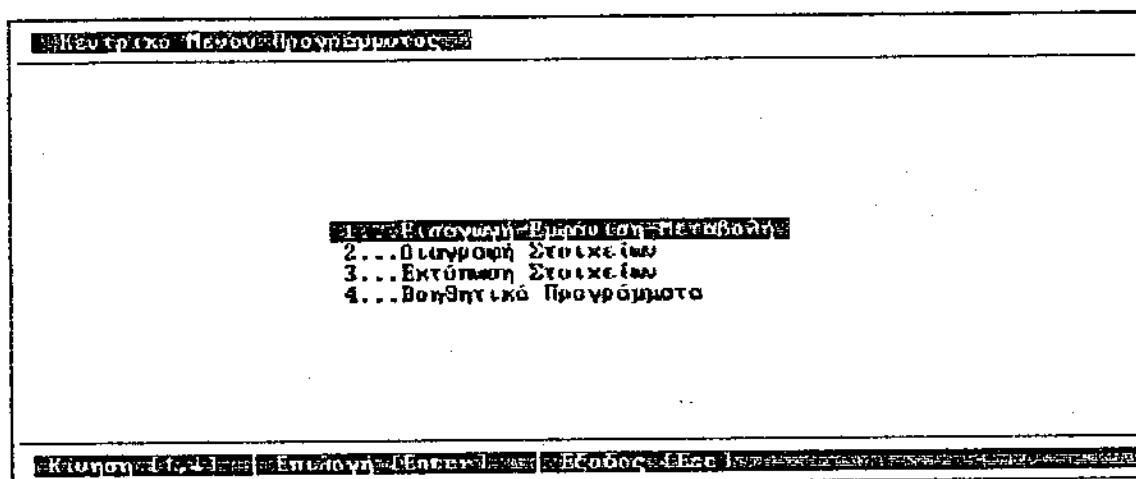 Κεντρικό Μενού Προγράμματος
1...Εισαγωγή-Εμφάνιση-Μεταβολή
2...Διαγραφή Στοιχείων
3...Εκτύπωση Στοιχείων
4...Βοηθητικά Προγράμματα
Κίνηση [↑,↓] Επιλογή [Enter] Εξοδος [Esc]